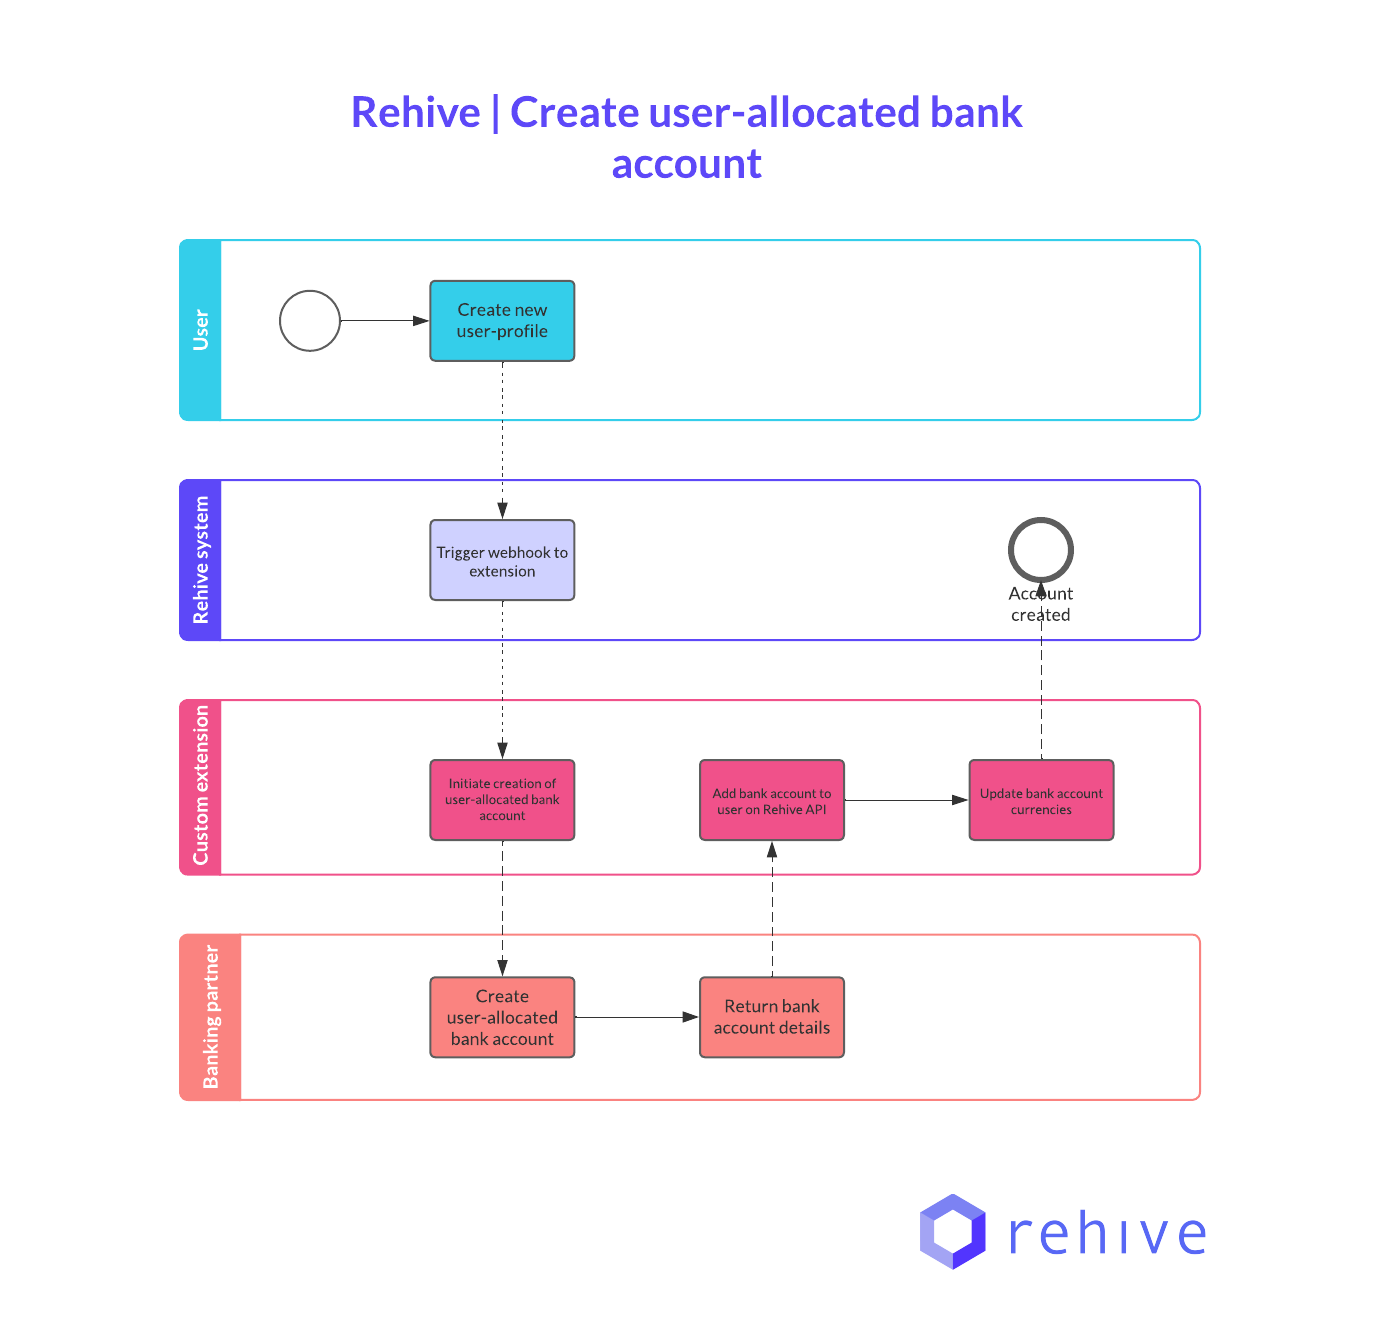 Rehive | Create user-allocated bank
account
User
Create new
user-profile
Rehive system
Trigger webhook to
extension
Account
created
Custom extension
Initiate creation of
user-allocated bank
account
Add bank account to
user on Rehive API
Update bank account
currencies
Banking partner
Create
user-allocated
bank account
Return bank
account details
rehive